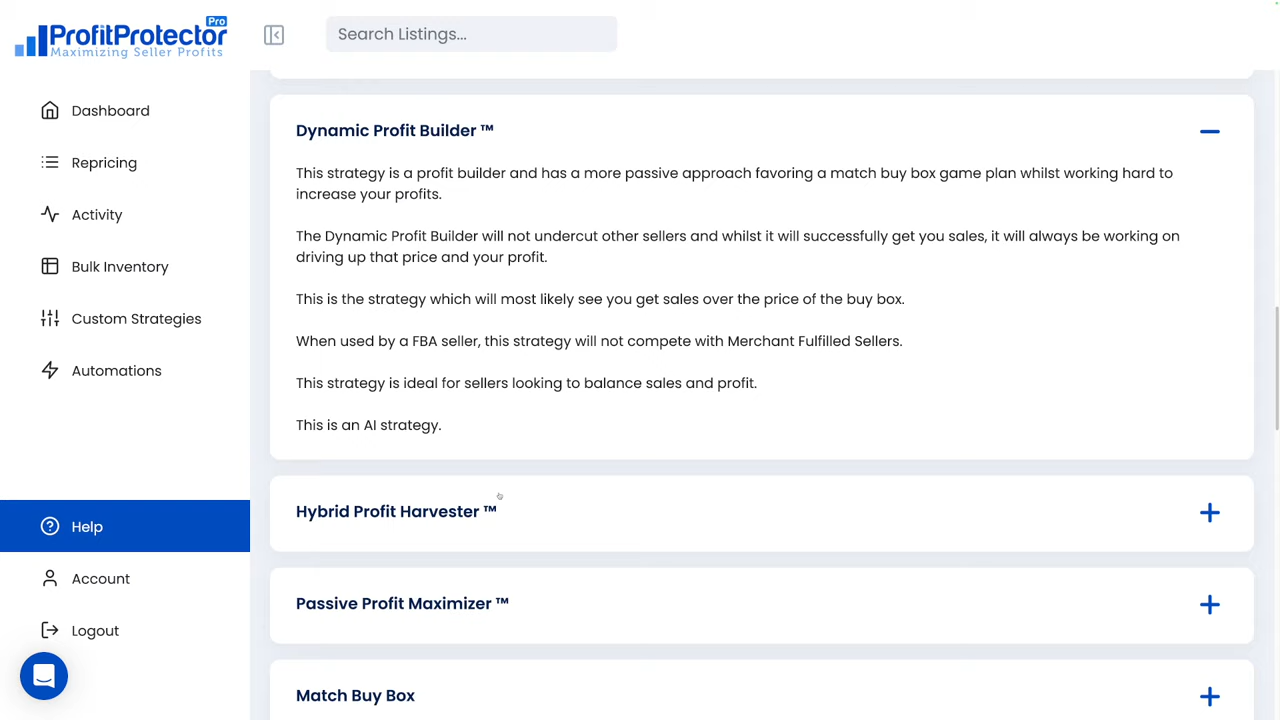 ProfitProtector Pro
Maximizing Seller Profits
Search Listings...
Dashboard
Repricing
Activity
Bulk Inventory
Custom Strategies
Automations
Help
Account
Logout
Dynamic Profit Builder ™
This strategy is a profit builder and has a more passive approach favoring a match buy box game plan whilst working hard to
increase your profits.
The Dynamic Profit Builder will not undercut other sellers and whilst it will successfully get you sales, it will always be working on
driving up that price and your profit.
This is the strategy which will most likely see you get sales over the price of the buy box.
When used by a FBA seller, this strategy will not compete with Merchant Fulfilled Sellers.
This strategy is ideal for sellers looking to balance sales and profit.
This is an AI strategy.
Hybrid Profit Harvester ™
Passive Profit Maximizer ™
Match Buy Box